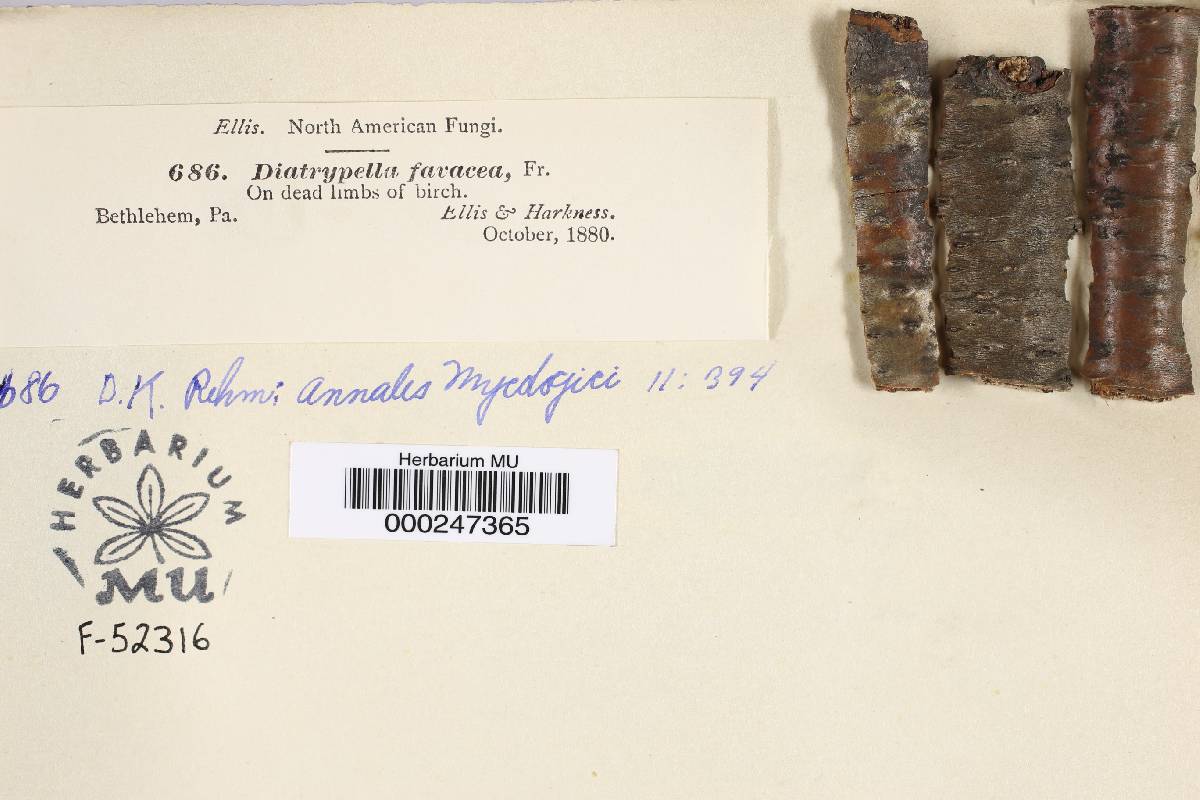 Ellis. North American Fungi.
686. Diatrypella favacea, Fr.
On dead limbs of birch.
Bethlehem, Pa. Ellis & Harkness.
October, 1880.
686 D.K. Rehm: Annales Mycologici 11: 394
HERBARIUM
MU
F-52316
Herbarium MU
000247365